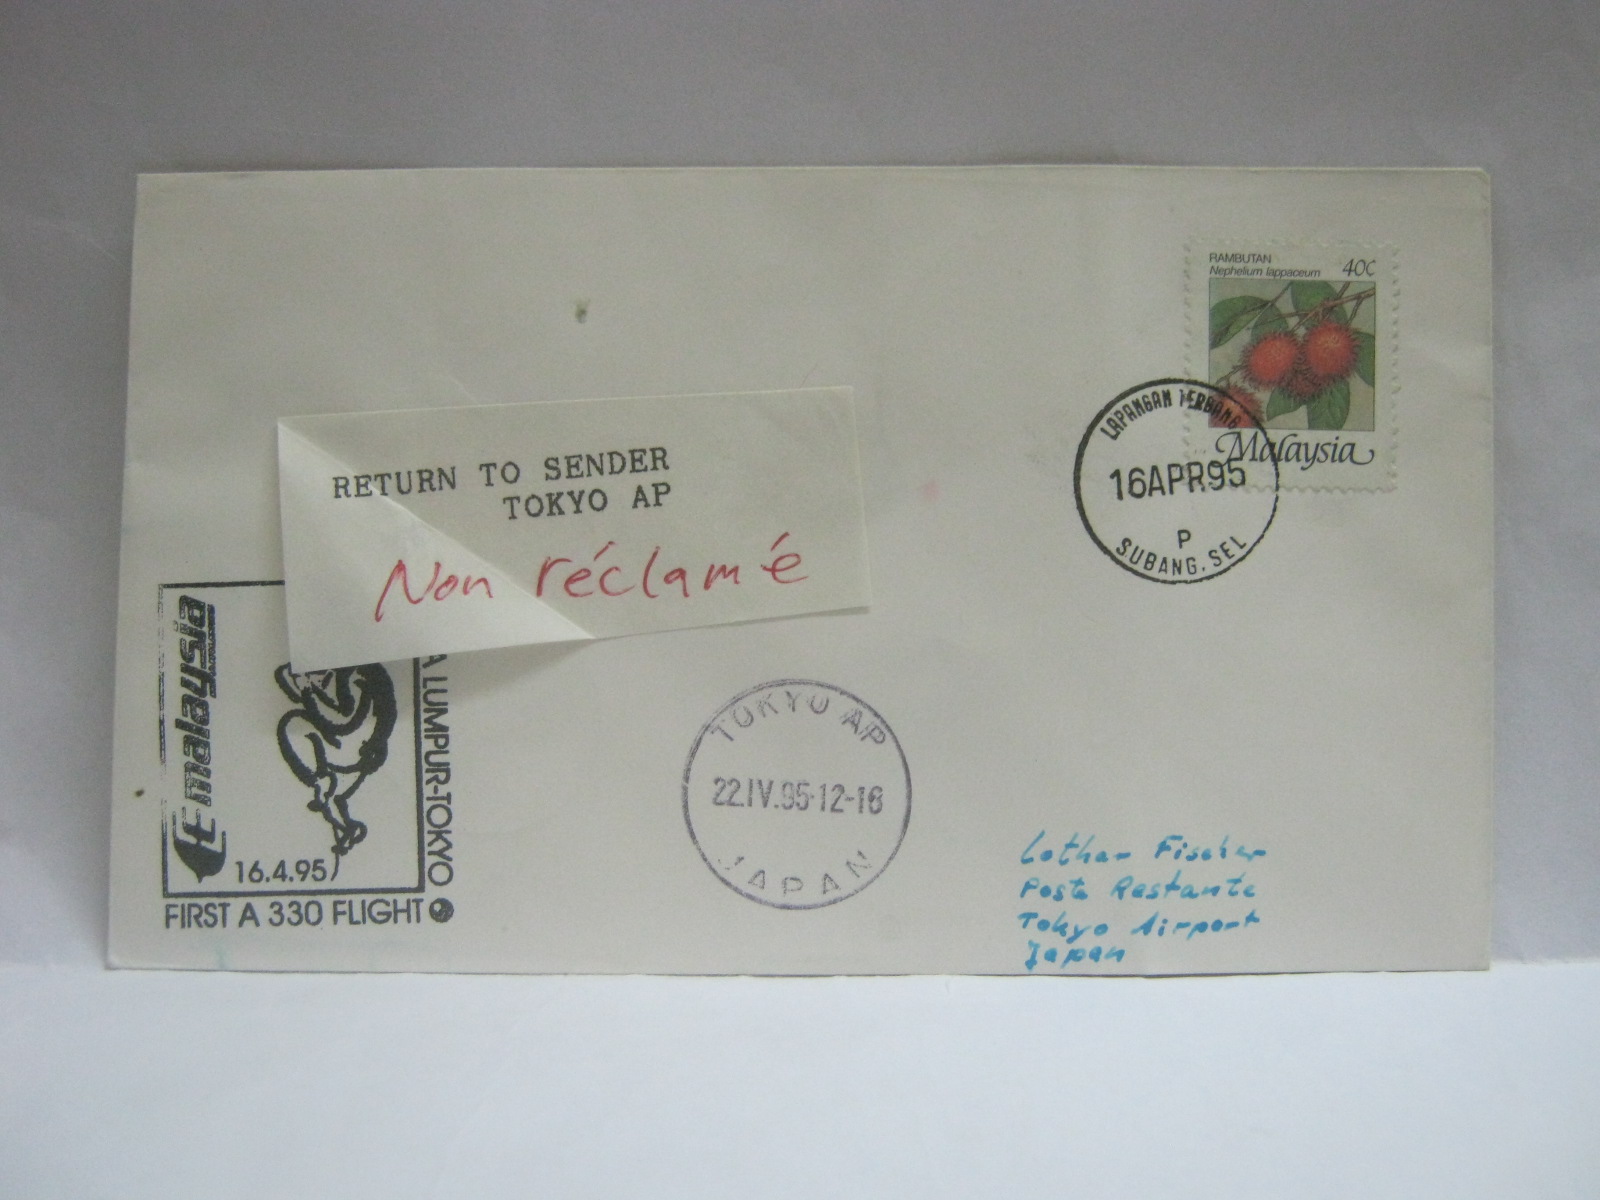 RAMBUTAN
Nephelium lappaceum 40C
Malaysia
LAPANGAN TERBANG
16APR95
P
SUBANG.SEL
RETURN TO SENDER
TOKYO AP
Non réclamé
malaysia
A LUMPUR-TOKYO
16.4.95
FIRST A 330 FLIGHT
TOKYO AP
22.IV.95-12-16
JAPAN
Lothar Fischer
Poste Restante
Tokyo Airport
Japan